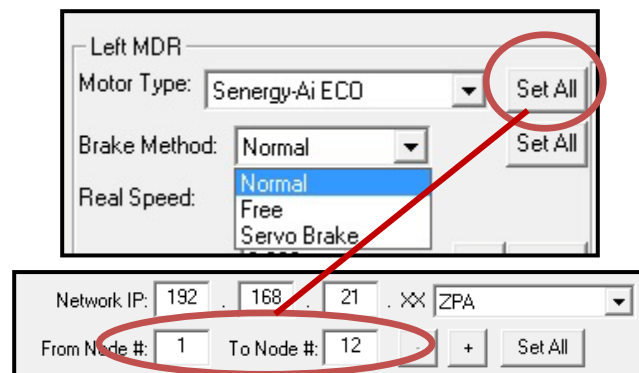 Left MDR
Motor Type: Senergy-Ai ECO Set All
Brake Method: Normal Set All
Normal
Real Speed:
Free
Servo Brake
Network IP: 192 . 168 . 21 . XX ZPA
From Node #: 1 To Node #: 12 - + Set All